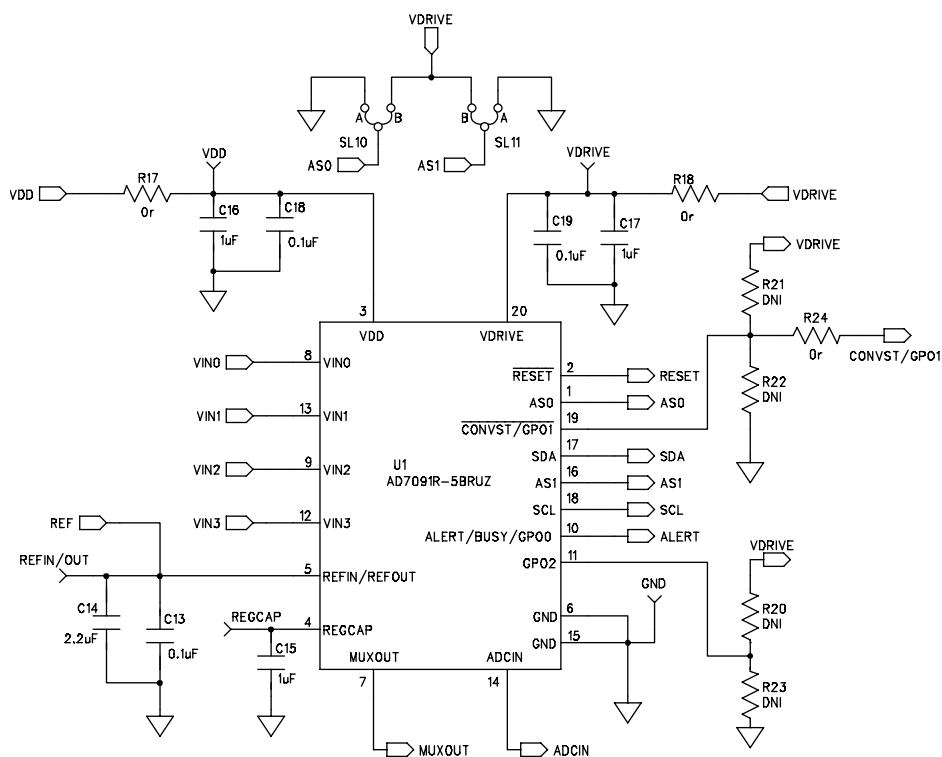 VDRIVE
A B
B A
SL10
SL11
AS0
AS1
VDD
VDRIVE
VDD
R17
0r
C16
1uF
C18
0.1uF
C19
0.1uF
C17
1uF
R18
0r
VDRIVE
VDRIVE
R21
DNI
R24
0r
CONVST/GPO1
R22
DNI
3
20
VDD
VDRIVE
VIN0
8
VIN0
2
RESET
RESET
1
AS0
AS0
VIN1
13
VIN1
19
CONVST/GPO1
17
SDA
SDA
VIN2
9
VIN2
U1
AD7091R-5BRUZ
16
AS1
AS1
18
SCL
SCL
REF
VIN3
12
VIN3
10
ALERT/BUSY/GPO0
ALERT
11
GPO2
VDRIVE
REFIN/OUT
5
REFIN/REFOUT
GND
C14
2.2uF
C13
0.1uF
REGCAP
4
REGCAP
6
GND
15
GND
R20
DNI
C15
1uF
MUXOUT
ADCIN
7
14
R23
DNI
MUXOUT
ADCIN